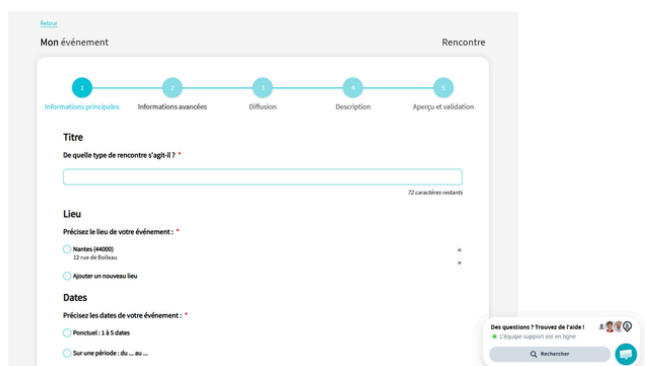 Retour
Mon événement
Rencontre
1
2
3
4
5
Informations principales
Informations avancées
Diffusion
Description
Aperçu et validation
Titre
De quelle type de rencontre s'agit-il ? *
72 caractères restants
Lieu
Précisez le lieu de votre événement : *
Nantes (44000)
12 rue de Boileau
Ajouter un nouveau lieu
Dates
Précisez les dates de votre événement : *
Ponctuel : 1 à 5 dates
Sur une période : du ... au ...
Des questions ? Trouvez de l'aide !
L'équipe support est en ligne
Rechercher